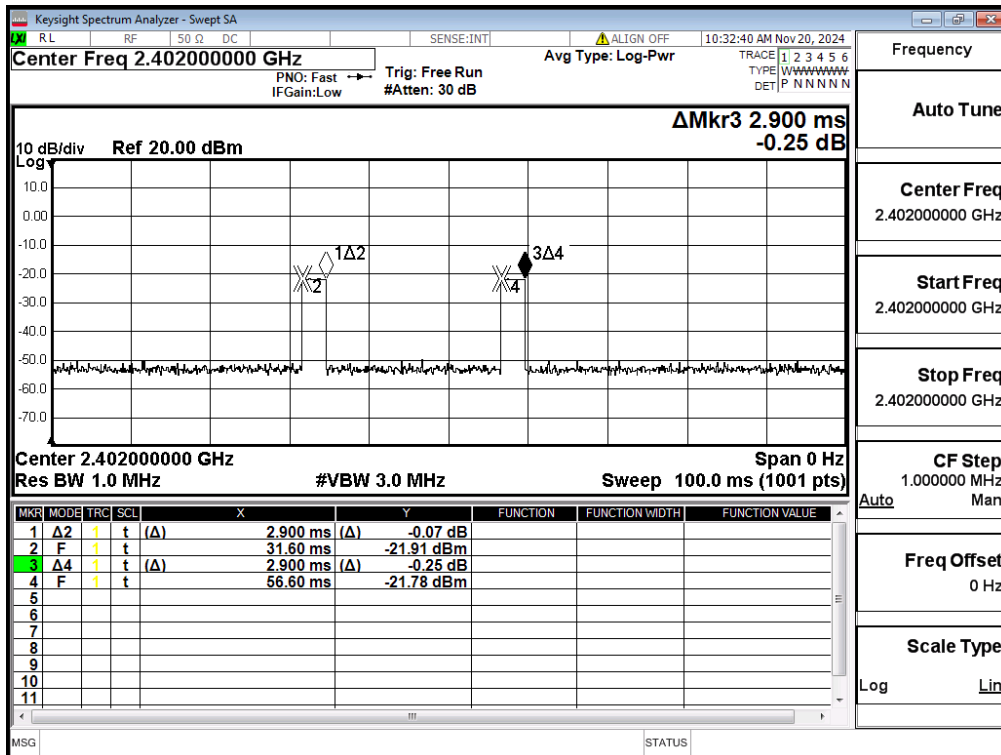 Keysight Spectrum Analyzer - Swept SA
LXI RL RF 50 Ω DC SENSE:INT ALIGN OFF 10:32:40 AM Nov 20, 2024
Center Freq 2.402000000 GHz
PNO: Fast
IFGain:Low
Trig: Free Run
#Atten: 30 dB
Avg Type: Log-Pwr
TRACE 1 2 3 4 5 6
TYPE WWWWWW
DET P N N N N N
ΔMkr3 2.900 ms
-0.25 dB
10 dB/div Ref 20.00 dBm
Log
10.0
0.00
-10.0
-20.0
-30.0
-40.0
-50.0
-60.0
-70.0
1Δ2
2
3Δ4
4
Center 2.402000000 GHz Span 0 Hz
Res BW 1.0 MHz #VBW 3.0 MHz Sweep 100.0 ms (1001 pts)
MKR MODE TRC SCL X Y FUNCTION FUNCTION WIDTH FUNCTION VALUE
1 Δ2 1 t (Δ) 2.900 ms (Δ) -0.07 dB
2 F 1 t 31.60 ms -21.91 dBm
3 Δ4 1 t (Δ) 2.900 ms (Δ) -0.25 dB
4 F 1 t 56.60 ms -21.78 dBm
5
6
7
8
9
10
11
MSG STATUS
Frequency
Auto Tune
Center Freq
2.402000000 GHz
Start Freq
2.402000000 GHz
Stop Freq
2.402000000 GHz
CF Step
1.000000 MHz
Auto Man
Freq Offset
0 Hz
Scale Type
Log Lin